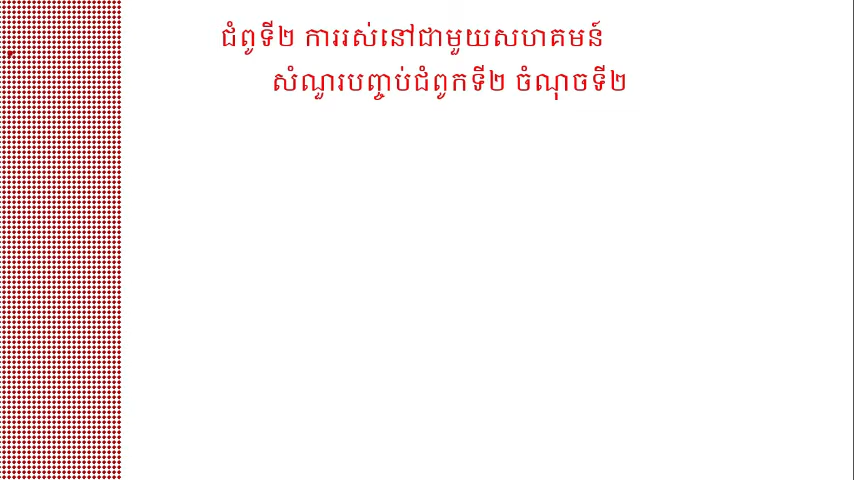 ជំពូទី២ ការរស់នៅជាមួយសហគមន៍
សំណួរបញ្ចប់ជំពូកទី២ ចំណុចទី២